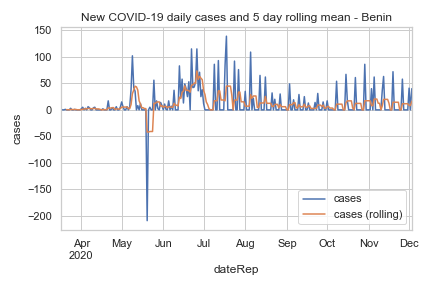 New COVID-19 daily cases and 5 day rolling mean - Benin
150
100
50
0
−50
−100
−150
−200
cases
Apr
2020
May
Jun
Jul
Aug
Sep
Oct
Nov
Dec
dateRep
cases
cases (rolling)